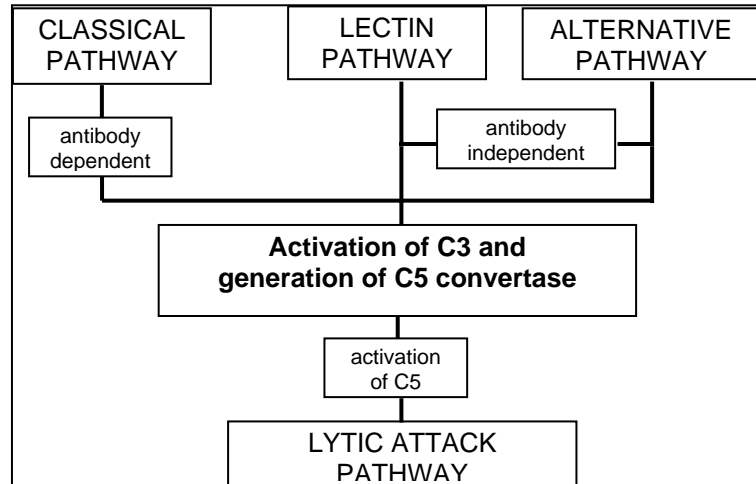 CLASSICAL
PATHWAY
LECTIN
PATHWAY
ALTERNATIVE
PATHWAY
antibody
dependent
antibody
independent
Activation of C3 and
generation of C5 convertase
activation
of C5
LYTIC ATTACK
PATHWAY